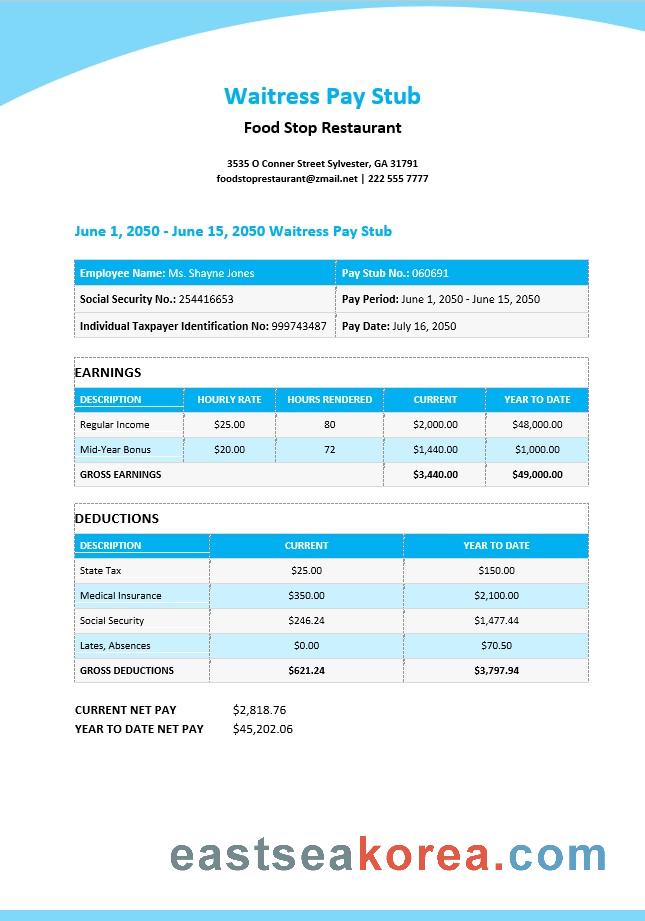 Waitress Pay Stub
Food Stop Restaurant
3535 O Conner Street Sylvester, GA 31791
foodstoprestaurant@zmail.net | 222 555 7777
June 1, 2050 - June 15, 2050 Waitress Pay Stub
Employee Name: Ms. Shayne Jones Pay Stub No.: 060691
Social Security No.: 254416653 Pay Period: June 1, 2050 - June 15, 2050
Individual Taxpayer Identification No: 999743487 Pay Date: July 16, 2050
EARNINGS
DESCRIPTION HOURLY RATE HOURS RENDERED CURRENT YEAR TO DATE
Regular Income $25.00 80 $2,000.00 $48,000.00
Mid-Year Bonus $20.00 72 $1,440.00 $1,000.00
GROSS EARNINGS $3,440.00 $49,000.00
DEDUCTIONS
DESCRIPTION CURRENT YEAR TO DATE
State Tax $25.00 $150.00
Medical Insurance $350.00 $2,100.00
Social Security $246.24 $1,477.44
Lates, Absences $0.00 $70.50
GROSS DEDUCTIONS $621.24 $3,797.94
CURRENT NET PAY $2,818.76
YEAR TO DATE NET PAY $45,202.06
eastseakorea.com